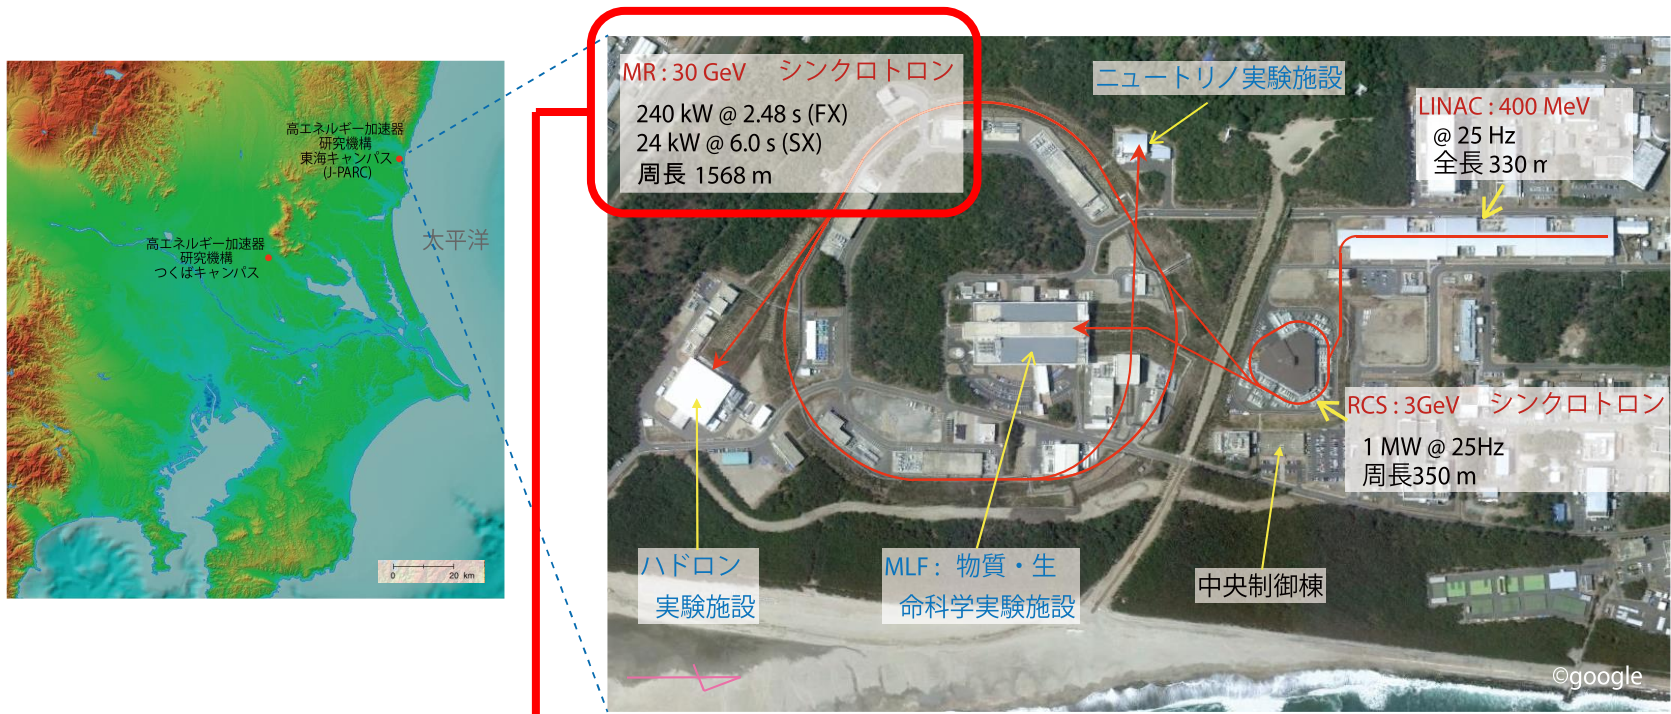 高エネルギー加速器
研究機構
東海キャンパス
(J-PARC)
高エネルギー加速器
研究機構
つくばキャンパス
太平洋
0 20 km
MR : 30 GeV シンクロトロン
240 kW @ 2.48 s (FX)
24 kW @ 6.0 s (SX)
周長 1568 m
ニュートリノ実験施設
LINAC : 400 MeV
@ 25 Hz
全長 330 m
RCS : 3GeV シンクロトロン
1 MW @ 25Hz
周長350 m
ハドロン
実験施設
MLF : 物質・生
命科学実験施設
中央制御棟
©google